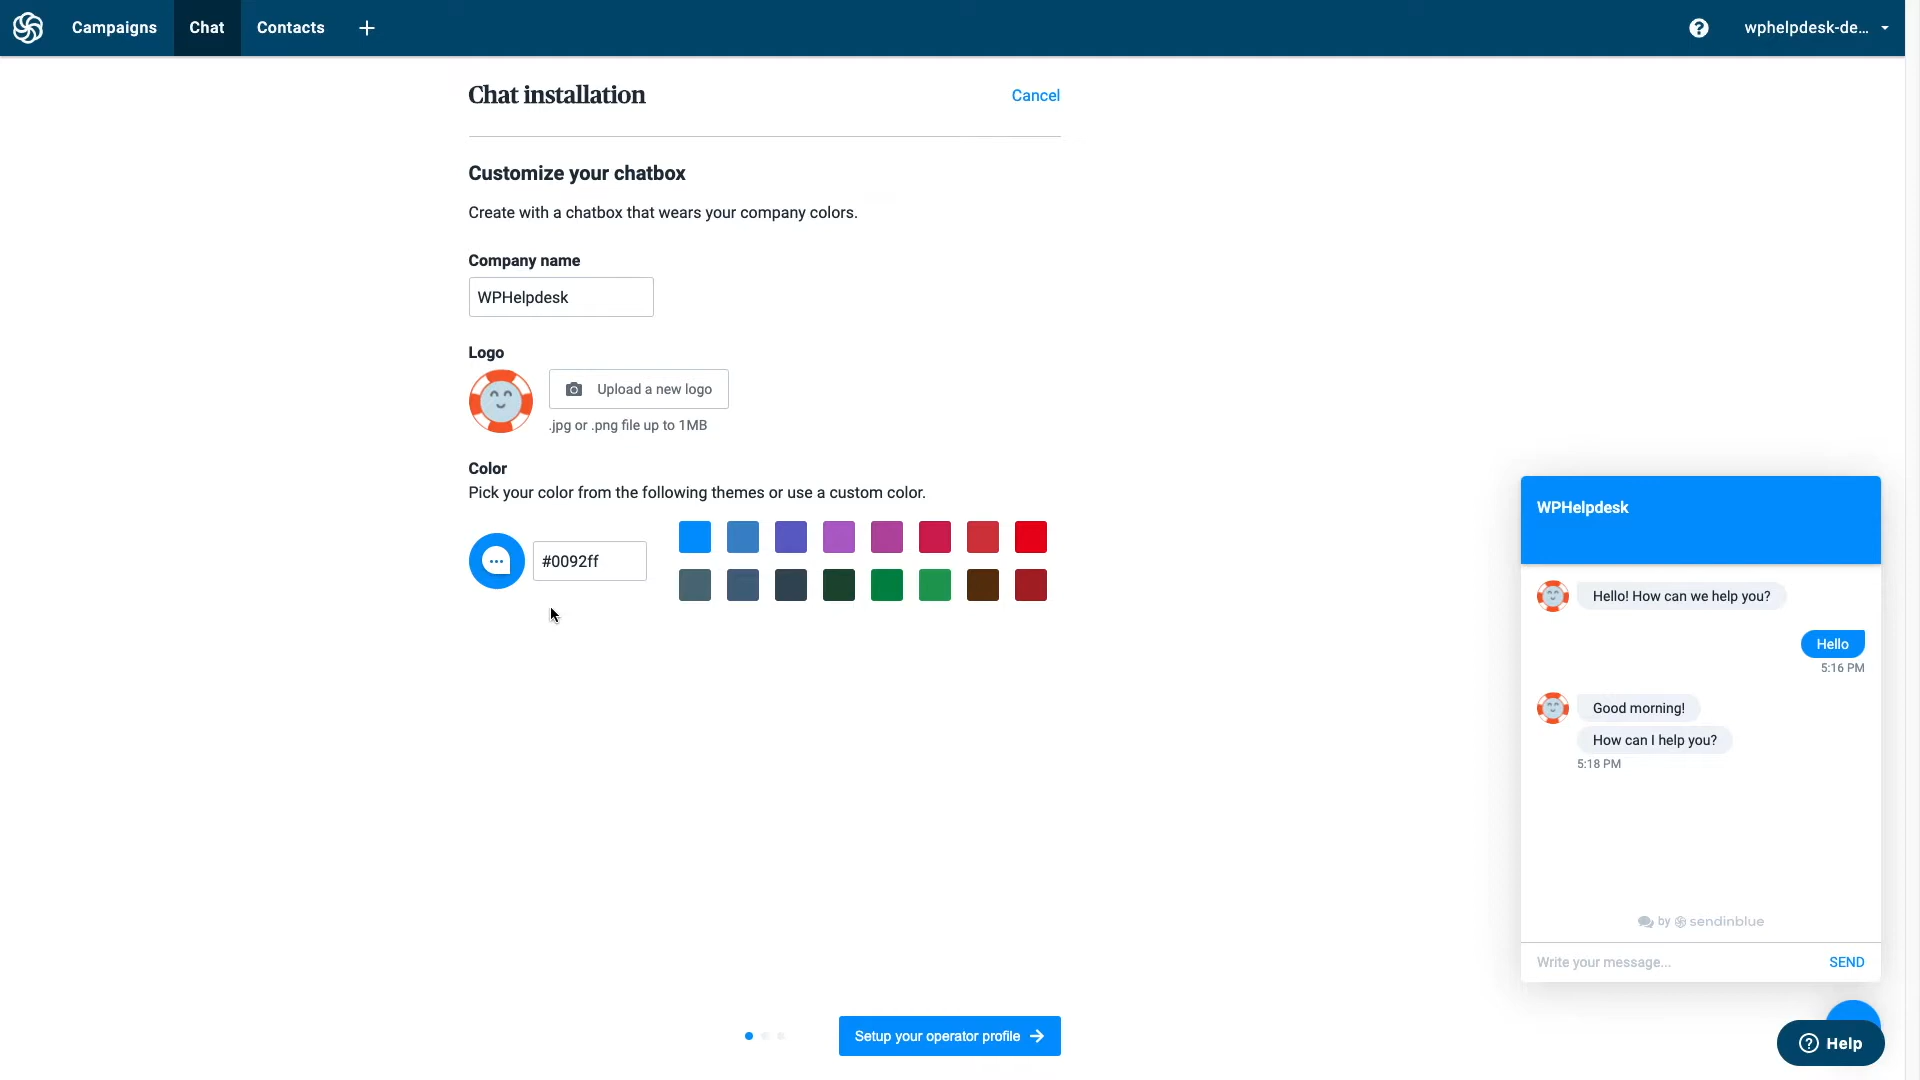 Campaigns
Chat
Contacts
wphelpdesk-de...
Chat installation
Cancel
Customize your chatbox
Create with a chatbox that wears your company colors.
Company name
WPHelpdesk
Logo
Upload a new logo
.jpg or .png file up to 1MB
Color
Pick your color from the following themes or use a custom color.
#0092ff
WPHelpdesk
Hello! How can we help you?
Hello
5:16 PM
Good morning!
How can I help you?
5:18 PM
by sendinblue
Write your message...
SEND
Setup your operator profile
Help